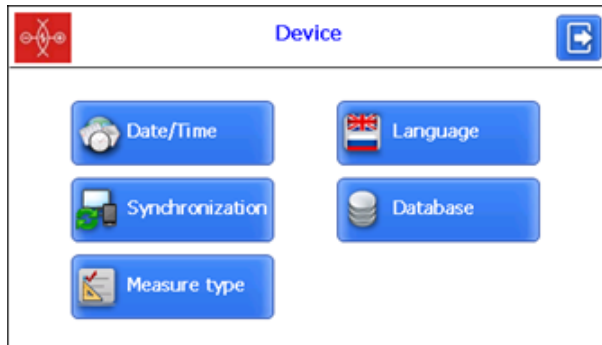 Device
Date/Time
Language
Synchronization
Database
Measure type